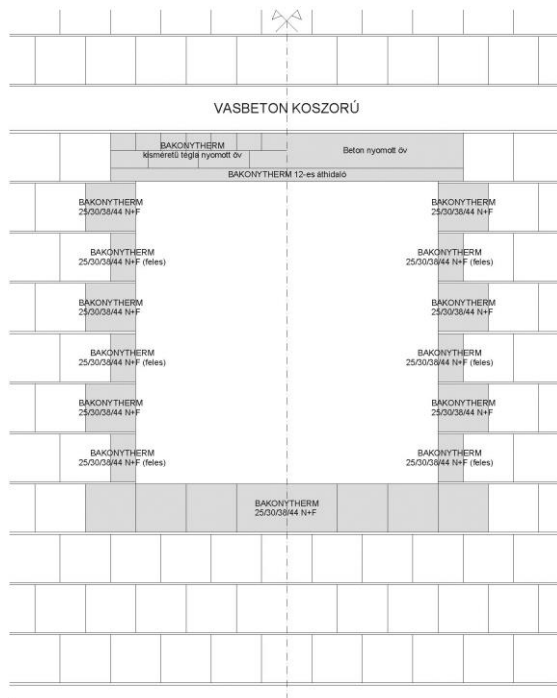 VASBETON KOSZORÚ
BAKONYTHERM
kisméretű tégla nyomott öv
Beton nyomott öv
BAKONYTHERM 12-es áthidaló
BAKONYTHERM
25/30/38/44 N+F
BAKONYTHERM
25/30/38/44 N+F
BAKONYTHERM
25/30/38/44 N+F (feles)
BAKONYTHERM
25/30/38/44 N+F (feles)
BAKONYTHERM
25/30/38/44 N+F
BAKONYTHERM
25/30/38/44 N+F
BAKONYTHERM
25/30/38/44 N+F (feles)
BAKONYTHERM
25/30/38/44 N+F (feles)
BAKONYTHERM
25/30/38/44 N+F
BAKONYTHERM
25/30/38/44 N+F
BAKONYTHERM
25/30/38/44 N+F (feles)
BAKONYTHERM
25/30/38/44 N+F (feles)
BAKONYTHERM
25/30/38/44 N+F